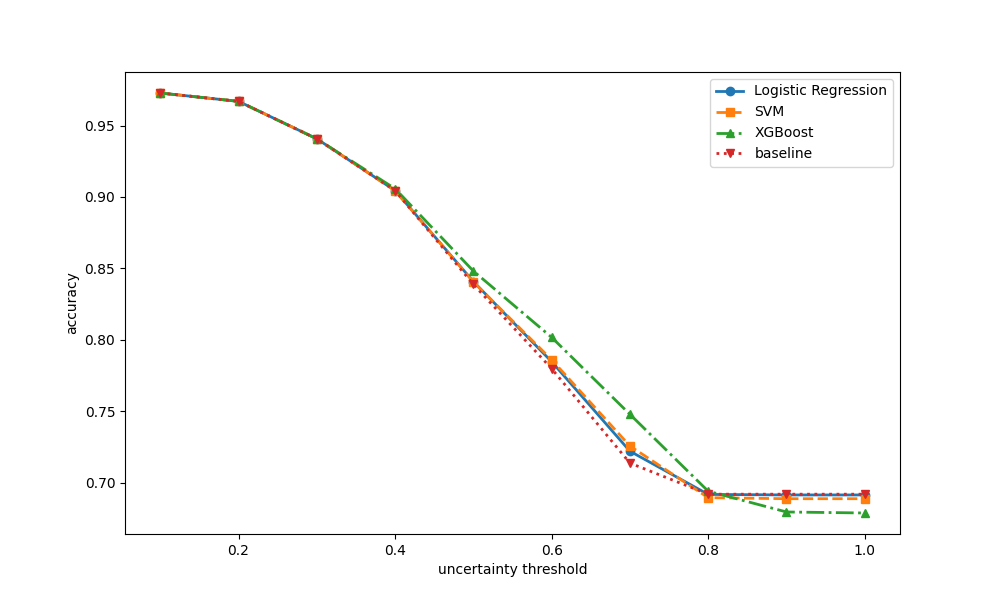 Logistic Regression
SVM
XGBoost
baseline
accuracy
0.95
0.90
0.85
0.80
0.75
0.70
0.2
0.4
0.6
0.8
1.0
uncertainty threshold